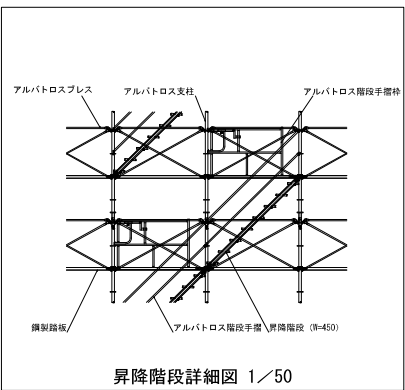 アルバトロスブレス
アルバトロス支柱
アルバトロス階段手摺枠
鋼製踏板
アルバトロス階段手摺
昇降階段 (W=450)
昇降階段詳細図 1/50